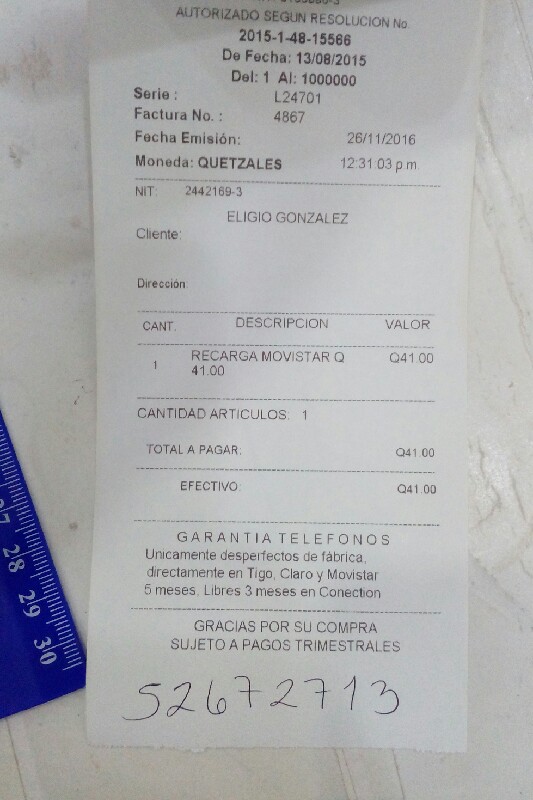 AUTORIZADO SEGUN RESOLUCION No.
2015-1-48-15566
De Fecha: 13/08/2015
Del: 1 Al: 1000000
Serie : L24701
Factura No. : 4867
Fecha Emisión: 26/11/2016
Moneda: QUETZALES 12:31:03 p.m.
NIT: 2442169-3
ELIGIO GONZALEZ
Cliente:
Dirección:
CANT. DESCRIPCION VALOR
1 RECARGA MOVISTAR Q Q41.00
41.00
CANTIDAD ARTICULOS: 1
TOTAL A PAGAR: Q41.00
EFECTIVO: Q41.00
GARANTIA TELEFONOS
Unicamente desperfectos de fábrica,
directamente en Tigo, Claro y Movistar
5 meses, Libres 3 meses en Conection
GRACIAS POR SU COMPRA
SUJETO A PAGOS TRIMESTRALES
52672713
28
29
30